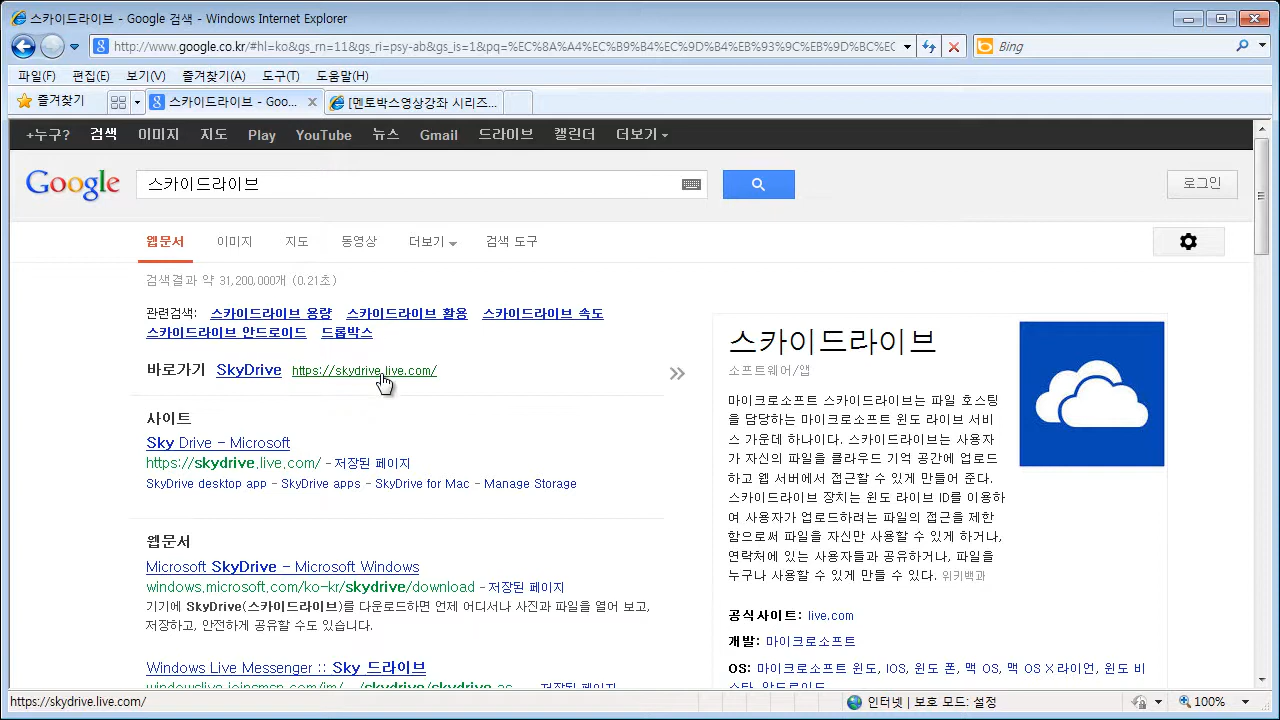 스카이드라이브 - Google 검색 - Windows Internet Explorer
http://www.google.co.kr/#hl=ko&gs_rn=11&gs_ri=psy-ab&gs_is=1&pq=%EC%8A%A4%EC%B9%B4%EC%9D%B4%EB%93%9C%EB%9D%BC%EC
Bing
파일(F) 편집(E) 보기(V) 즐겨찾기(A) 도구(T) 도움말(H)
즐겨찾기 스카이드라이브 - Goo... [멘토박스영상강좌 시리즈...
+누구? 검색 이미지 지도 Play YouTube 뉴스 Gmail 드라이브 캘린더 더보기
Google 스카이드라이브 로그인
웹문서 이미지 지도 동영상 더보기 검색 도구
검색결과 약 31,200,000개 (0.21초)
관련검색: 스카이드라이브 용량 스카이드라이브 활용 스카이드라이브 속도
스카이드라이브 안드로이드 드롭박스
바로가기 SkyDrive https://skydrive.live.com/
사이트
Sky Drive - Microsoft
https://skydrive.live.com/ - 저장된 페이지
SkyDrive desktop app - SkyDrive apps - SkyDrive for Mac - Manage Storage
웹문서
Microsoft SkyDrive - Microsoft Windows
windows.microsoft.com/ko-kr/skydrive/download - 저장된 페이지
기기에 SkyDrive(스카이드라이브)를 다운로드하면 언제 어디서나 사진과 파일을 열어 보고,
저장하고, 안전하게 공유할 수도 있습니다.
Windows Live Messenger :: Sky 드라이브
windowslive.joinsmsn.com/im/.../skydrive/skydrive.as... - 저장된 페이지
스카이드라이브
소프트웨어/앱
마이크로소프트 스카이드라이브는 파일 호스팅
을 담당하는 마이크로소프트 윈도 라이브 서비
스 가운데 하나이다. 스카이드라이브는 사용자
가 자신의 파일을 클라우드 기억 공간에 업로드
하고 웹 서버에서 접근할 수 있게 만들어 준다.
스카이드라이브 장치는 윈도 라이브 ID를 이용하
여 사용자가 업로드하려는 파일의 접근을 제한
함으로써 파일을 자신만 사용할 수 있게 하거나,
연락처에 있는 사용자들과 공유하거나, 파일을
누구나 사용할 수 있게 만들 수 있다. 위키백과
공식사이트: live.com
개발: 마이크로소프트
OS: 마이크로소프트 윈도, IOS, 윈도 폰, 맥 OS, 맥 OS X 라이언, 윈도 비
스타, 안드로이드
https://skydrive.live.com/ 인터넷 | 보호 모드: 설정 100%